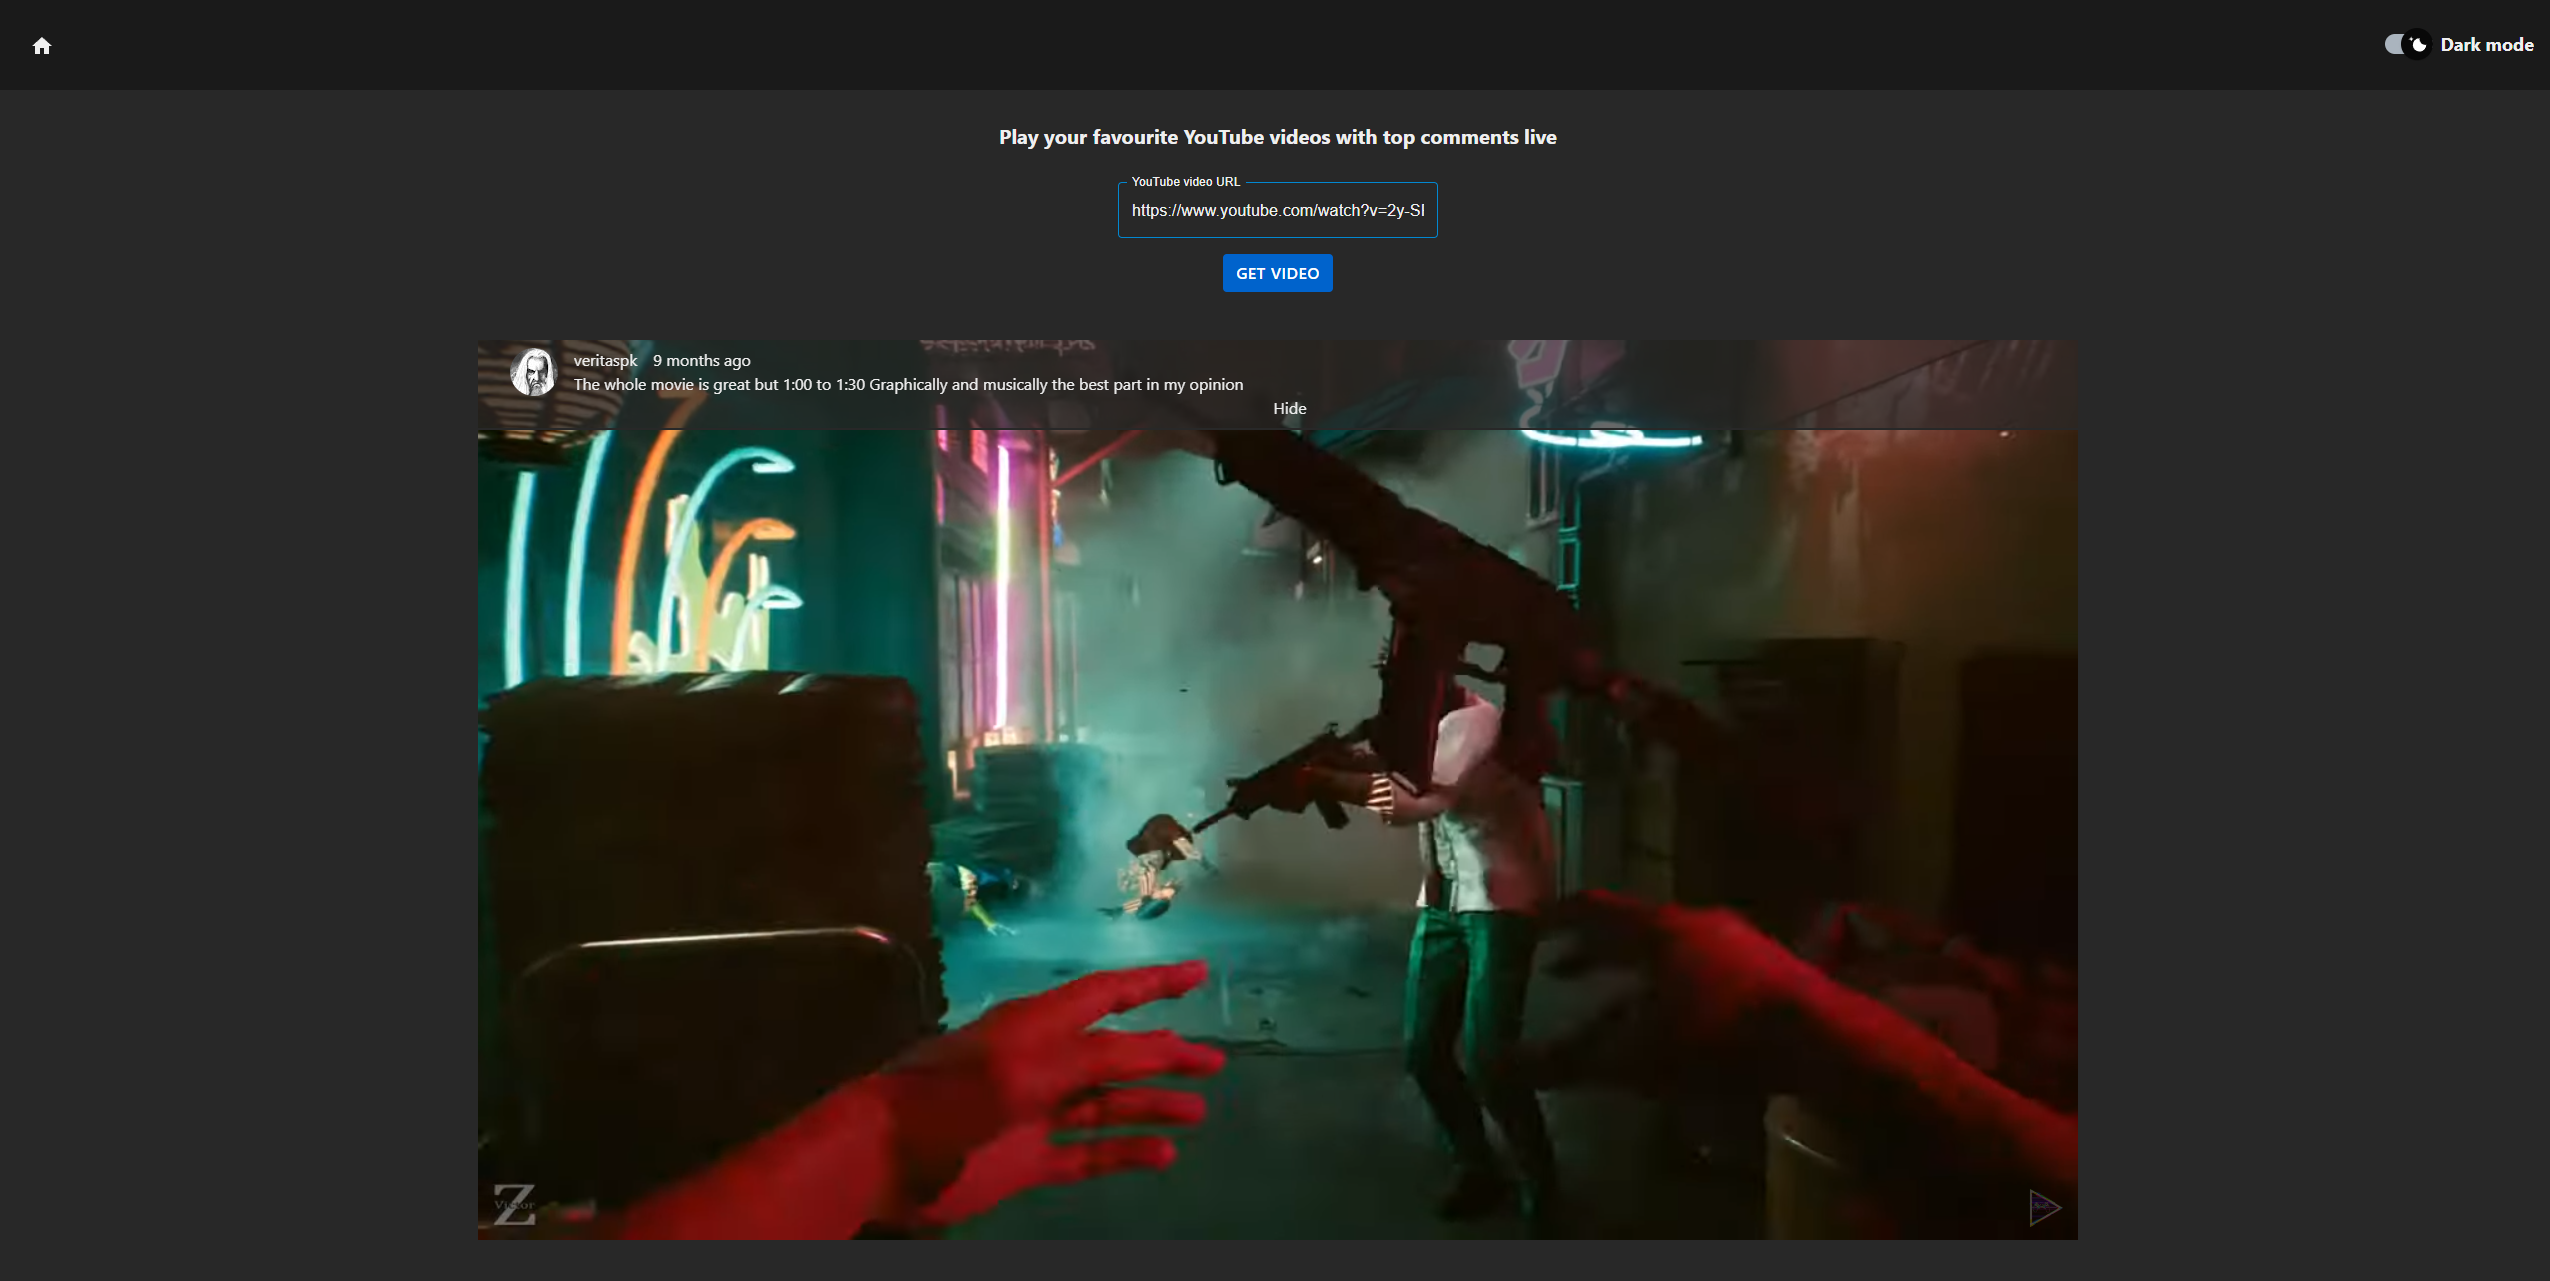 Dark mode
Play your favourite YouTube videos with top comments live
YouTube video URL
https://www.youtube.com/watch?v=2y-SI
GET VIDEO
veritaspk 9 months ago
The whole movie is great but 1:00 to 1:30 Graphically and musically the best part in my opinion
Hide
Z
Victor